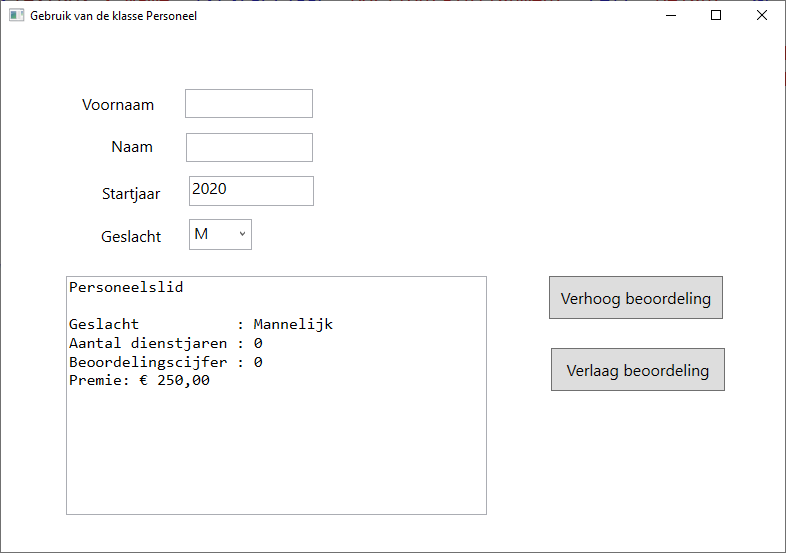 Gebruik van de klasse Personeel
Voornaam
Naam
Startjaar 2020
Geslacht M
Personeelslid
Geslacht           : Mannelijk
Aantal dienstjaren : 0
Beoordelingscijfer : 0
Premie: € 250,00
Verhoog beoordeling
Verlaag beoordeling